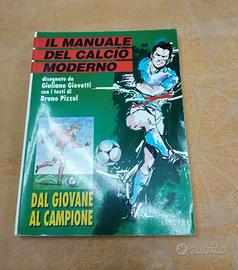 IL MANUALE
DEL CALCIO
MODERNO
disegnato da
Giuliano Giovetti
con i testi di
Bruno Pizzul
DAL GIOVANE
AL CAMPIONE
subito